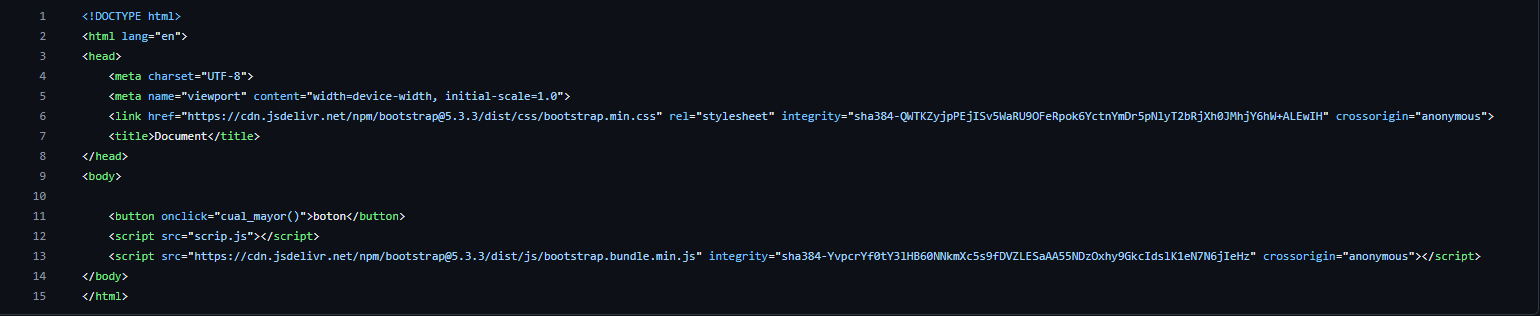 1 <!DOCTYPE html>
2 <html lang="en">
3 <head>
4     <meta charset="UTF-8">
5     <meta name="viewport" content="width=device-width, initial-scale=1.0">
6     <link href="https://cdn.jsdelivr.net/npm/bootstrap@5.3.3/dist/css/bootstrap.min.css" rel="stylesheet" integrity="sha384-QWTKZyjpPEjISv5WaRU9OFeRpok6YctnYmDr5pNlyT2bRjXh0JMhjY6hW+ALEwIH" crossorigin="anonymous">
7     <title>Document</title>
8 </head>
9 <body>
10
11     <button onclick="cual_mayor()">boton</button>
12     <script src="scrip.js"></script>
13     <script src="https://cdn.jsdelivr.net/npm/bootstrap@5.3.3/dist/js/bootstrap.bundle.min.js" integrity="sha384-YvpcrYf0tY3lHB60NNkmXc5s9fDVZLESaAA55NDzOxhy9GkcIdslK1eN7N6jIeHz" crossorigin="anonymous"></script>
14 </body>
15 </html>